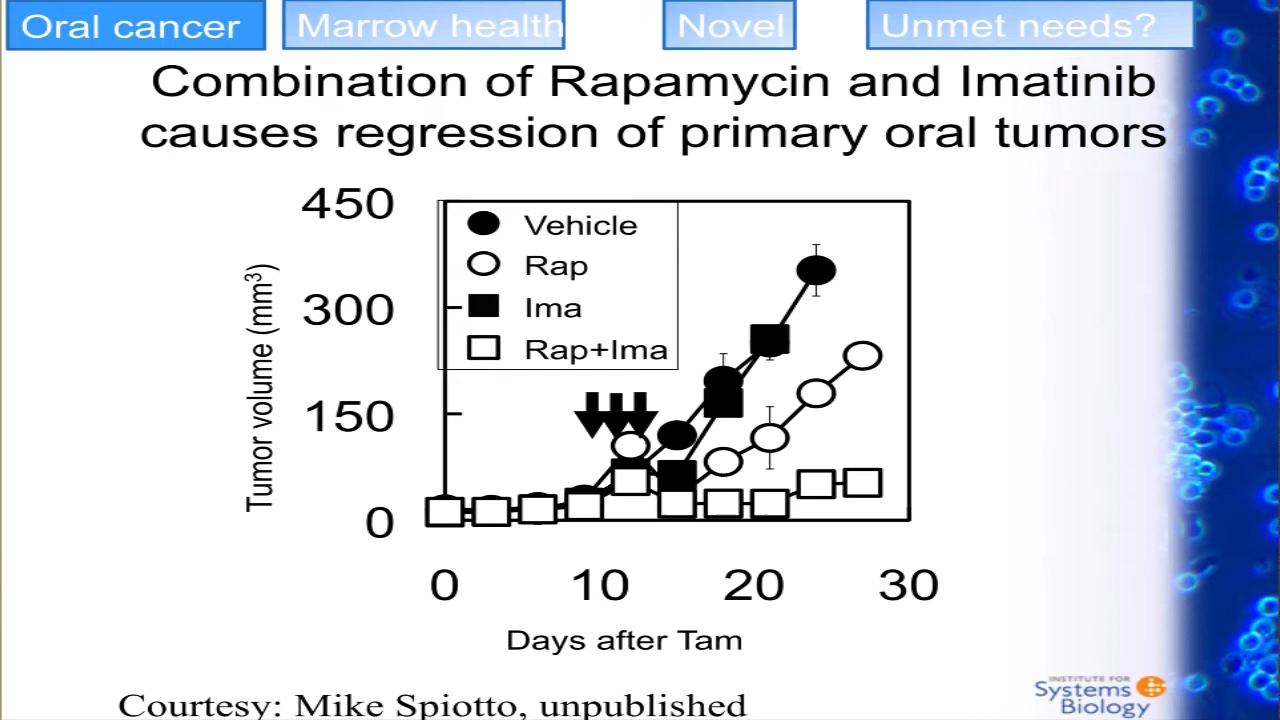 Oral cancer
Marrow health
Novel
Unmet needs?
Combination of Rapamycin and Imatinib
causes regression of primary oral tumors
Tumor volume (mm³)
450
300
150
0
Vehicle
Rap
Ima
Rap+Ima
0 10 20 30
Days after Tam
Courtesy: Mike Spiotto, unpublished
INSTITUTE FOR
Systems
Biology